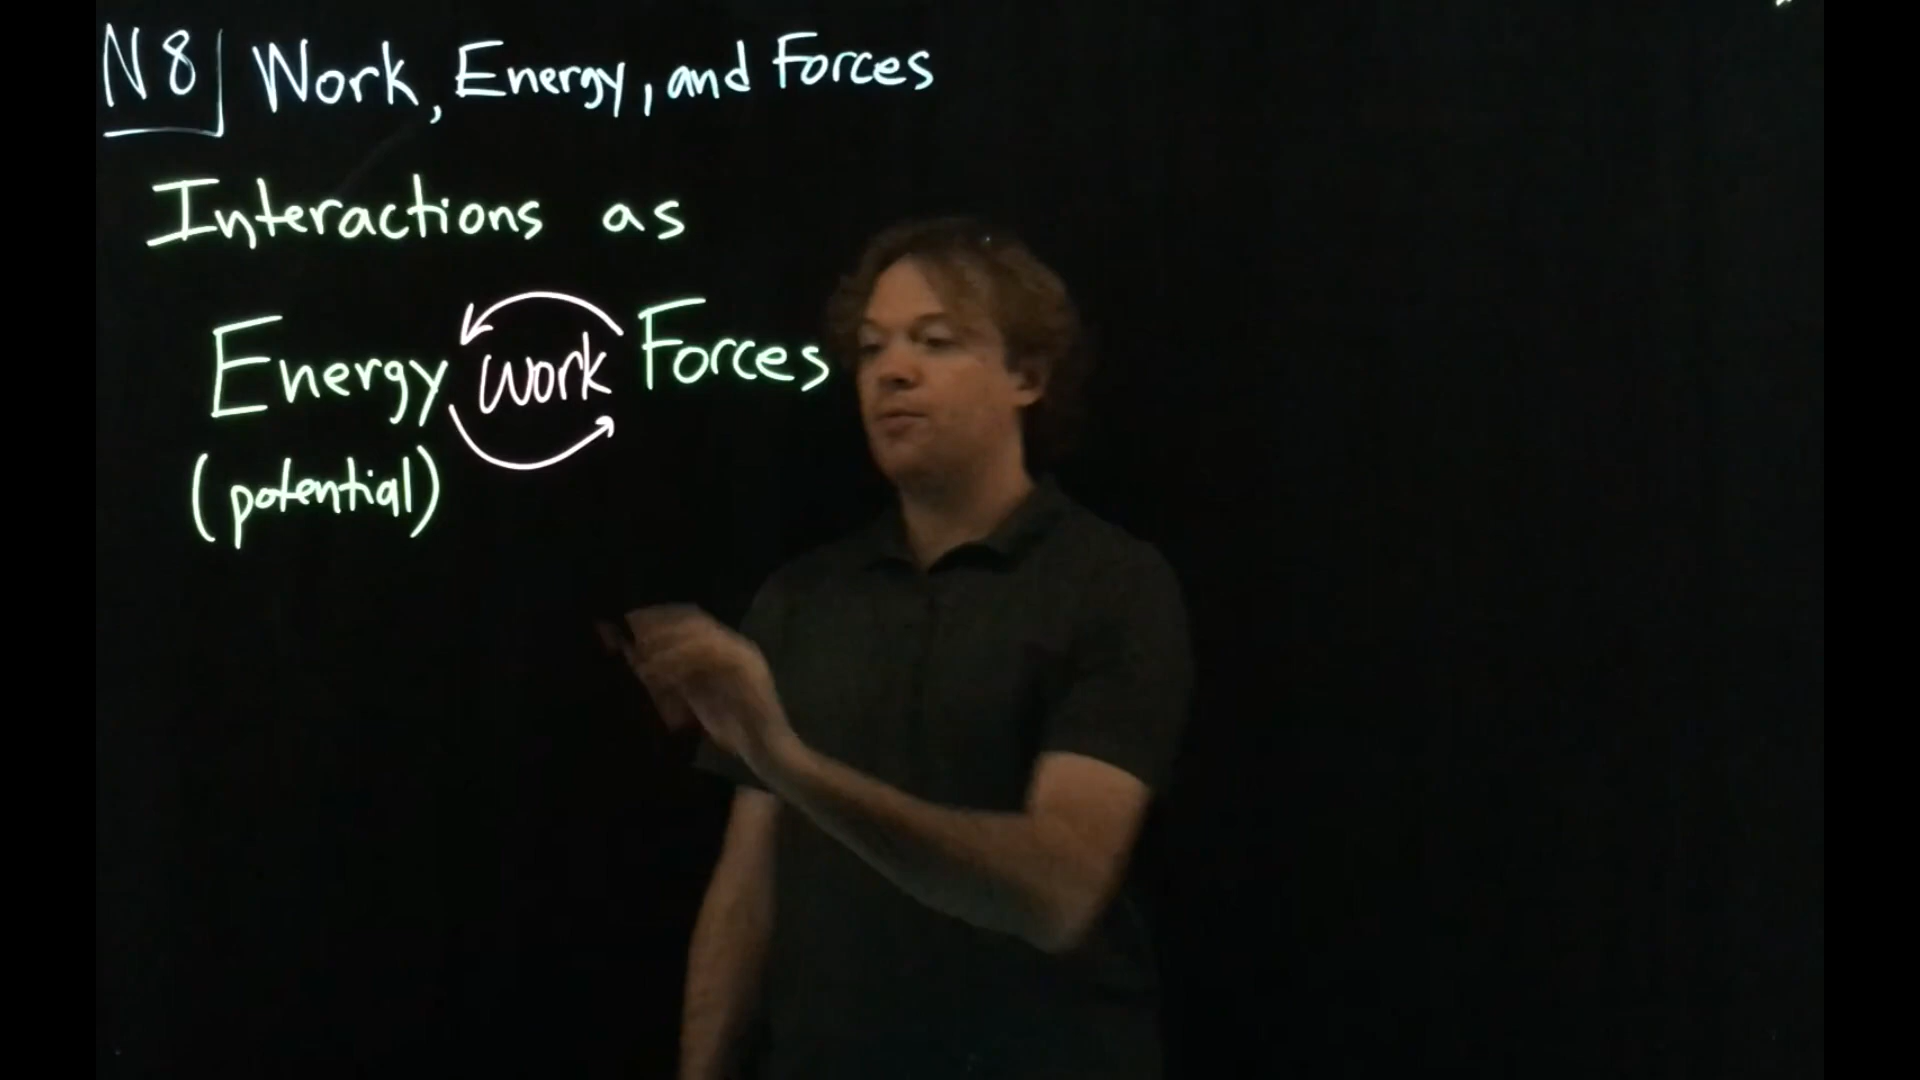 N8 Work, Energy, and Forces
Interactions as
Energy work Forces
(potential)